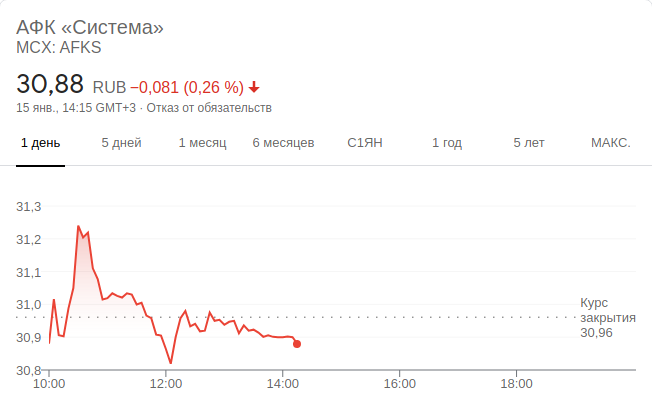 АФК «Система»
MCX: AFKS
30,88 RUB −0,081 (0,26 %)
15 янв., 14:15 GMT+3 · Отказ от обязательств
1 день 5 дней 1 месяц 6 месяцев С1ЯН 1 год 5 лет МАКС.
31,3
31,2
31,1
31,0
Курс
закрытия
30,96
30,9
30,8
10:00 12:00 14:00 16:00 18:00